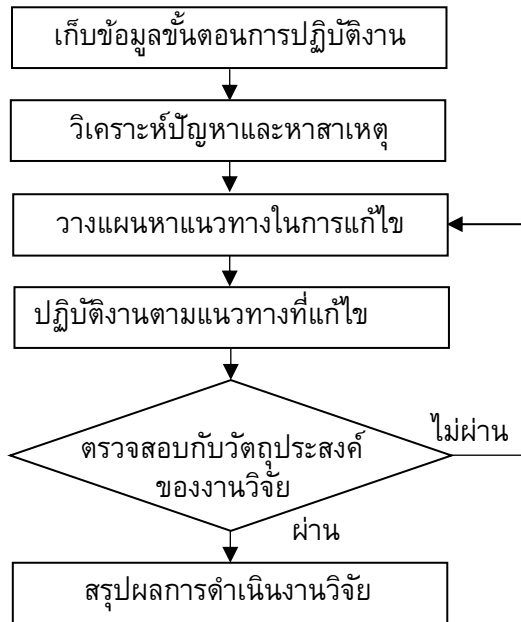 เก็บข้อมูลขั้นตอนการปฏิบัติงาน
วิเคราะห์ปัญหาและหาสาเหตุ
วางแผนหาแนวทางในการแก้ไข
ปฏิบัติงานตามแนวทางที่แก้ไข
ตรวจสอบกับวัตถุประสงค์
ของงานวิจัย
ไม่ผ่าน
ผ่าน
สรุปผลการดำเนินงานวิจัย